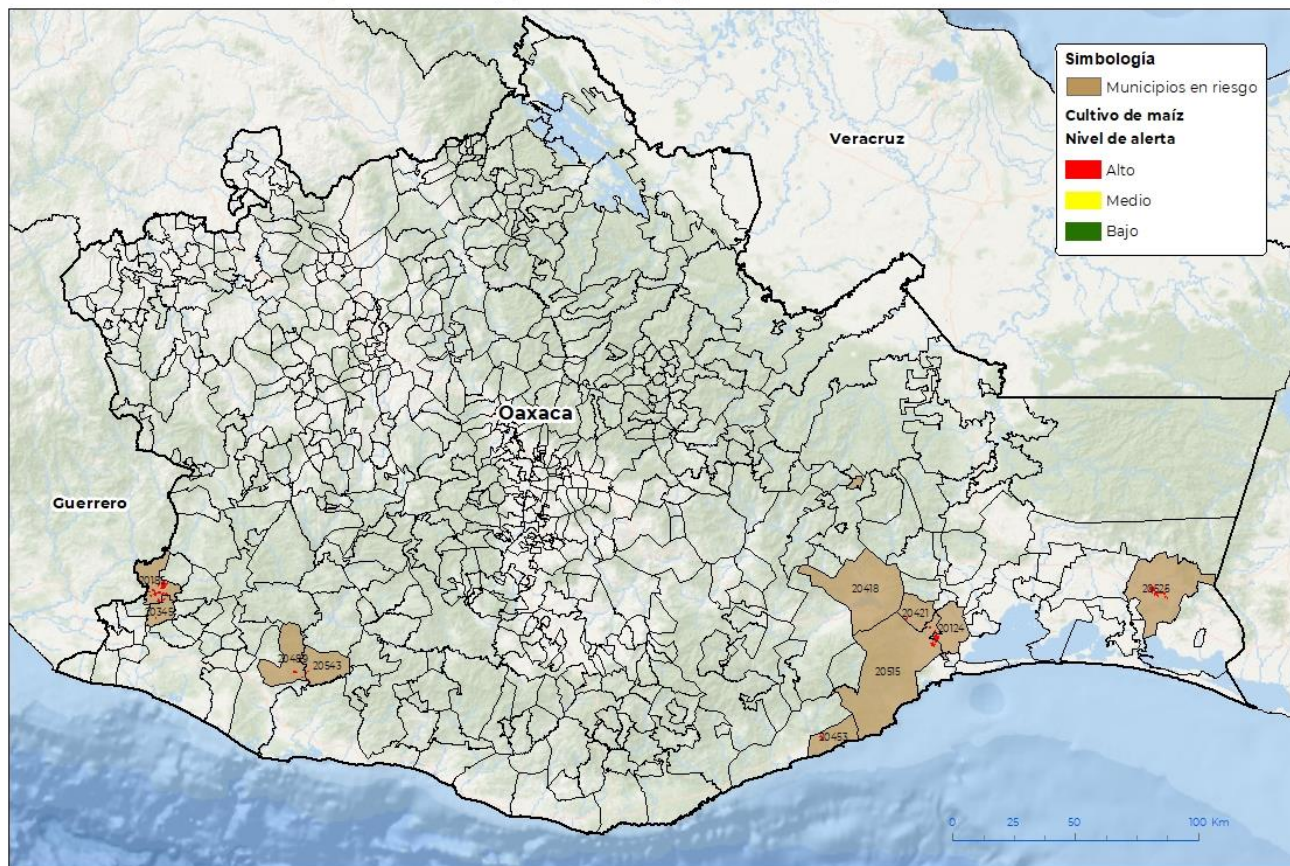 Simbología
Municipios en riesgo
Cultivo de maíz
Nivel de alerta
Alto
Medio
Bajo
Veracruz
Oaxaca
Guerrero
20345
20543
20418
20421
20124
20515
20453
0 25 50 100 Km